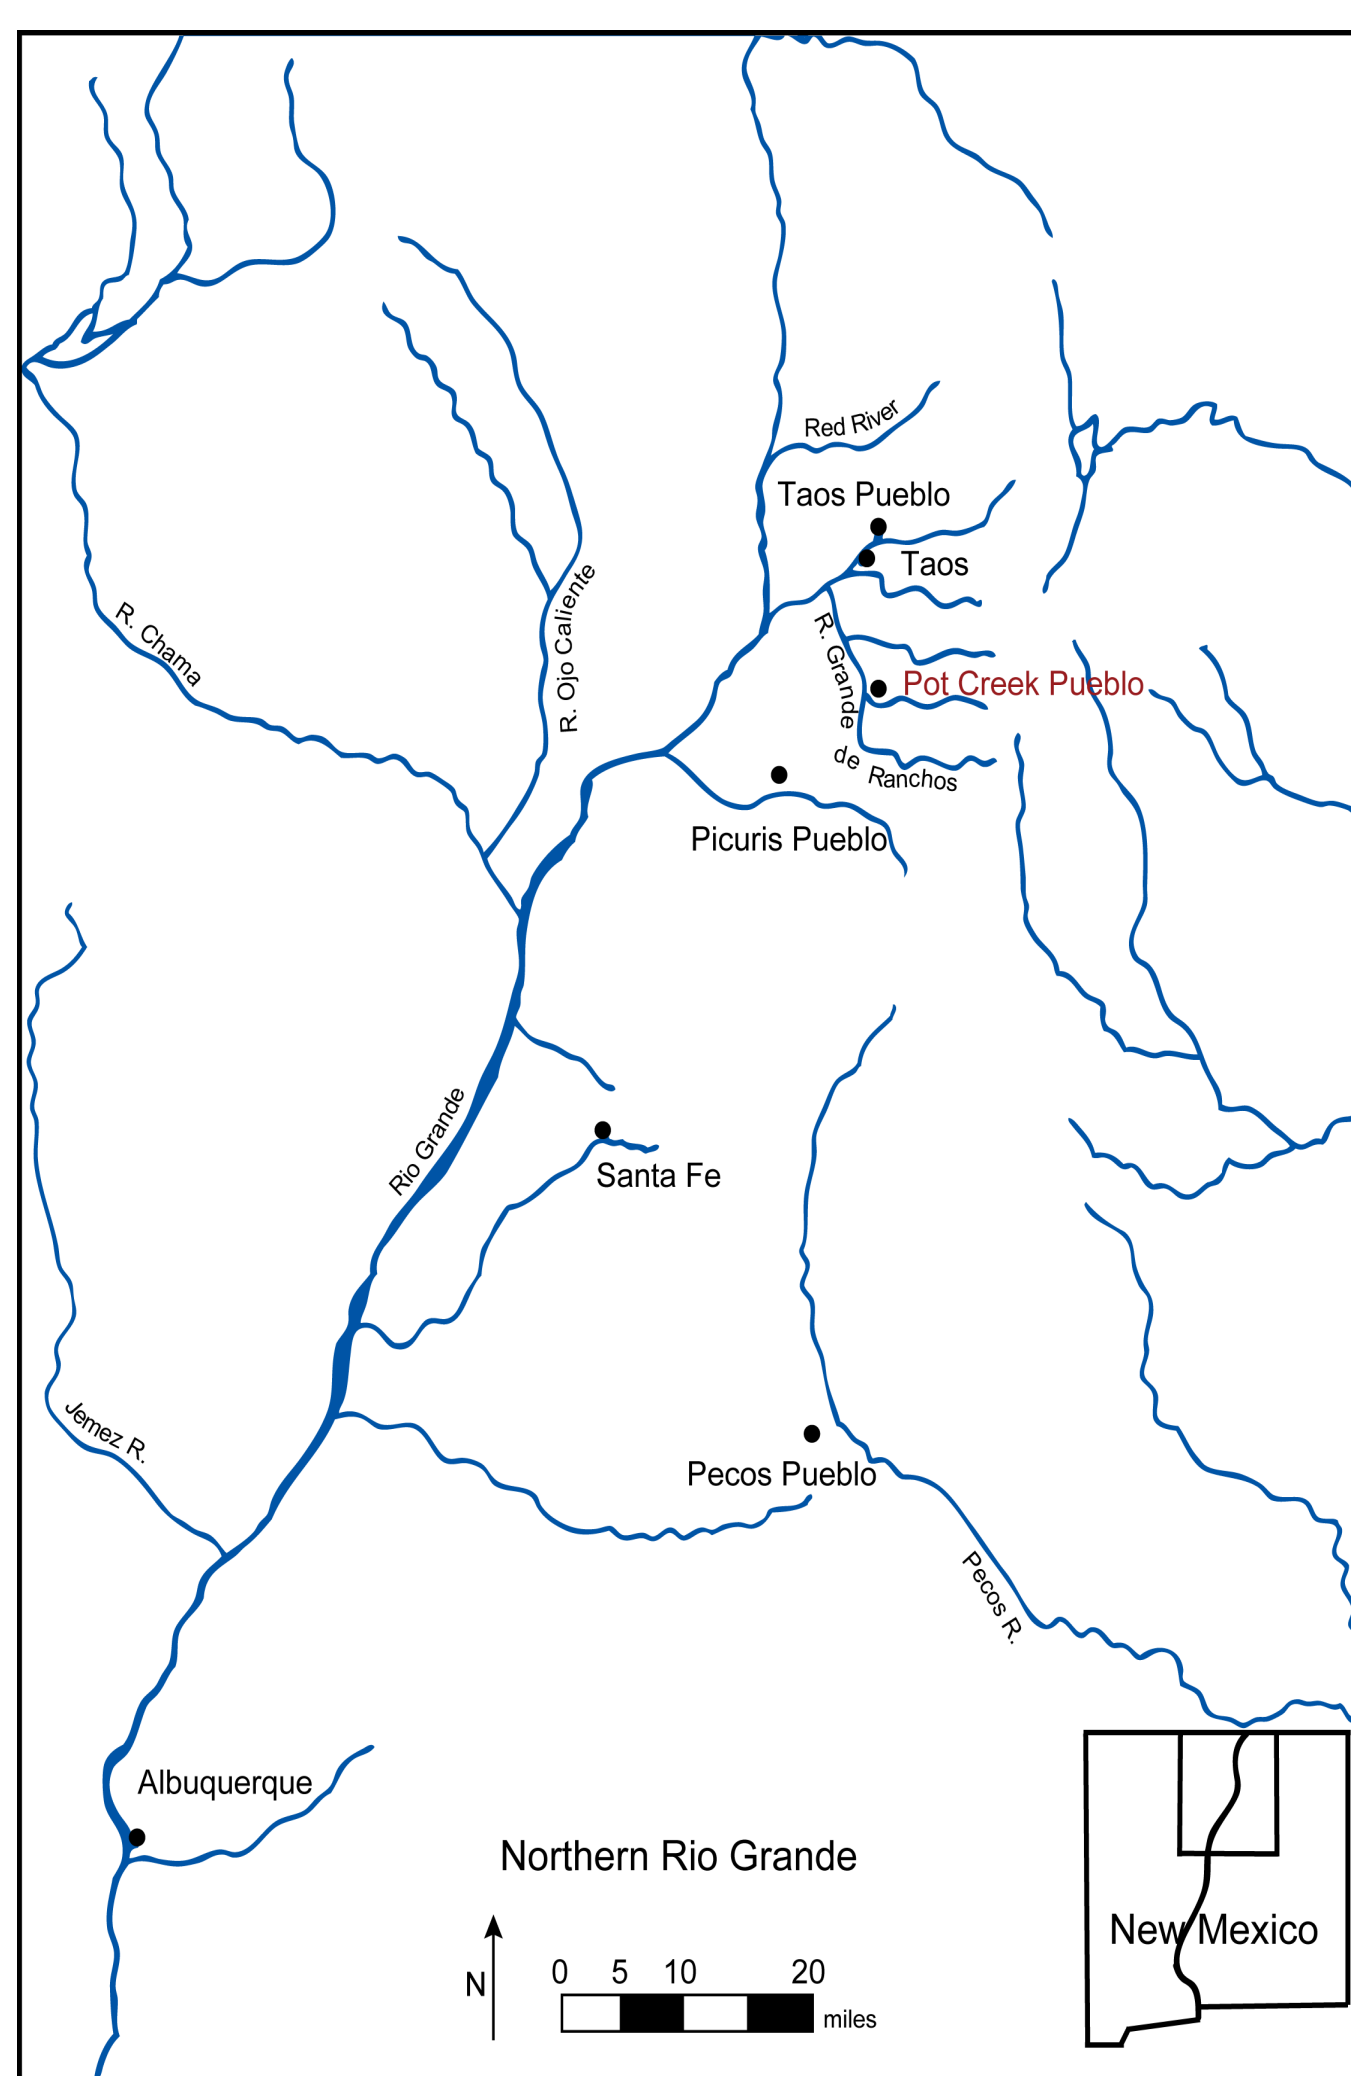 Red River
Taos Pueblo
Taos
R. Ojo Caliente
R. Chama
R. Grande
de Ranchos
Pot Creek Pueblo
Picuris Pueblo
Rio Grande
Santa Fe
Jemez R.
Pecos Pueblo
Pecos R.
Albuquerque
Northern Rio Grande
New Mexico
N
0 5 10 20
miles